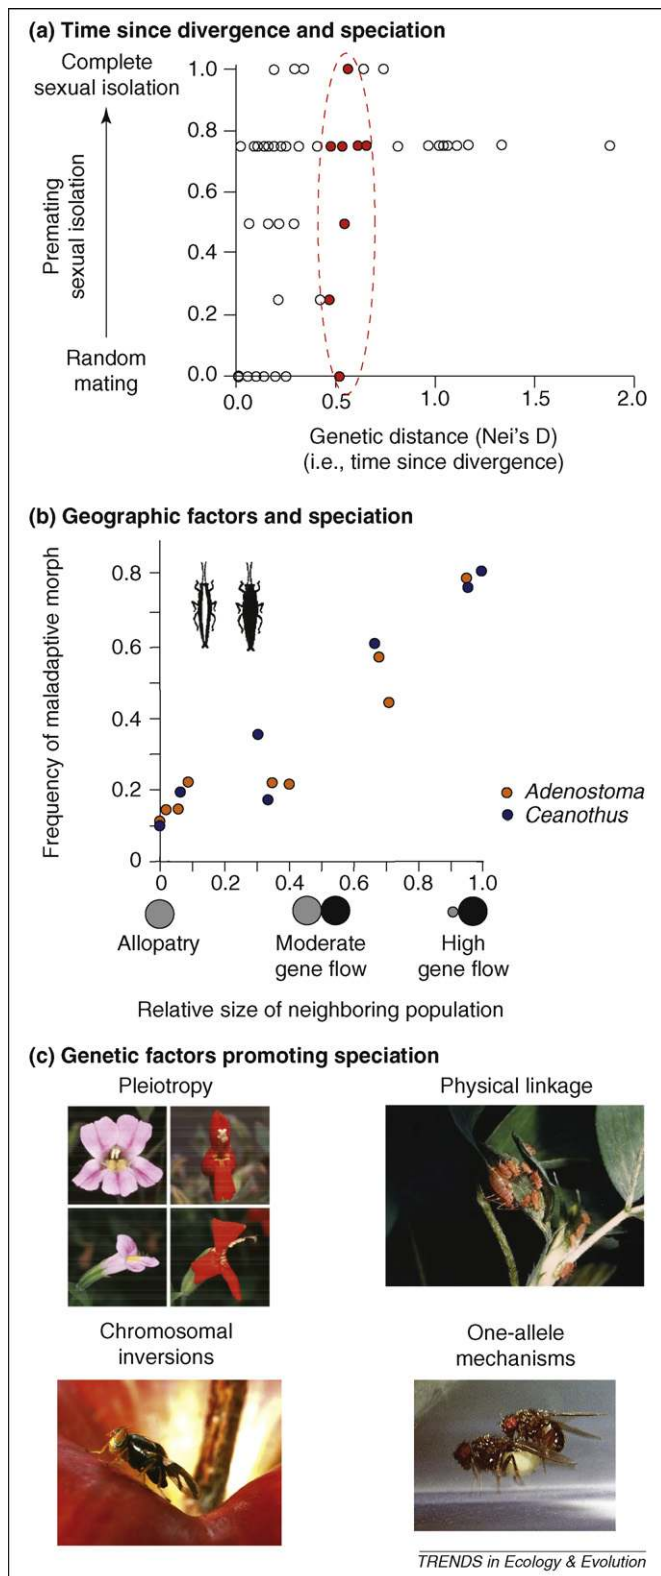 (a) Time since divergence and speciation
Complete
sexual isolation
Premating
sexual isolation
Random
mating
1.0
0.8
0.6
0.4
0.2
0.0
0.0
0.5
1.0
1.5
2.0
Genetic distance (Nei's D)
(i.e., time since divergence)
(b) Geographic factors and speciation
Frequency of maladaptive morph
0.8
0.6
0.4
0.2
0
0
0.2
0.4
0.6
0.8
1.0
Adenostoma
Ceanothus
Allopatry
Moderate
gene flow
High
gene flow
Relative size of neighboring population
(c) Genetic factors promoting speciation
Pleiotropy
Physical linkage
Chromosomal
inversions
One-allele
mechanisms
TRENDS in Ecology & Evolution